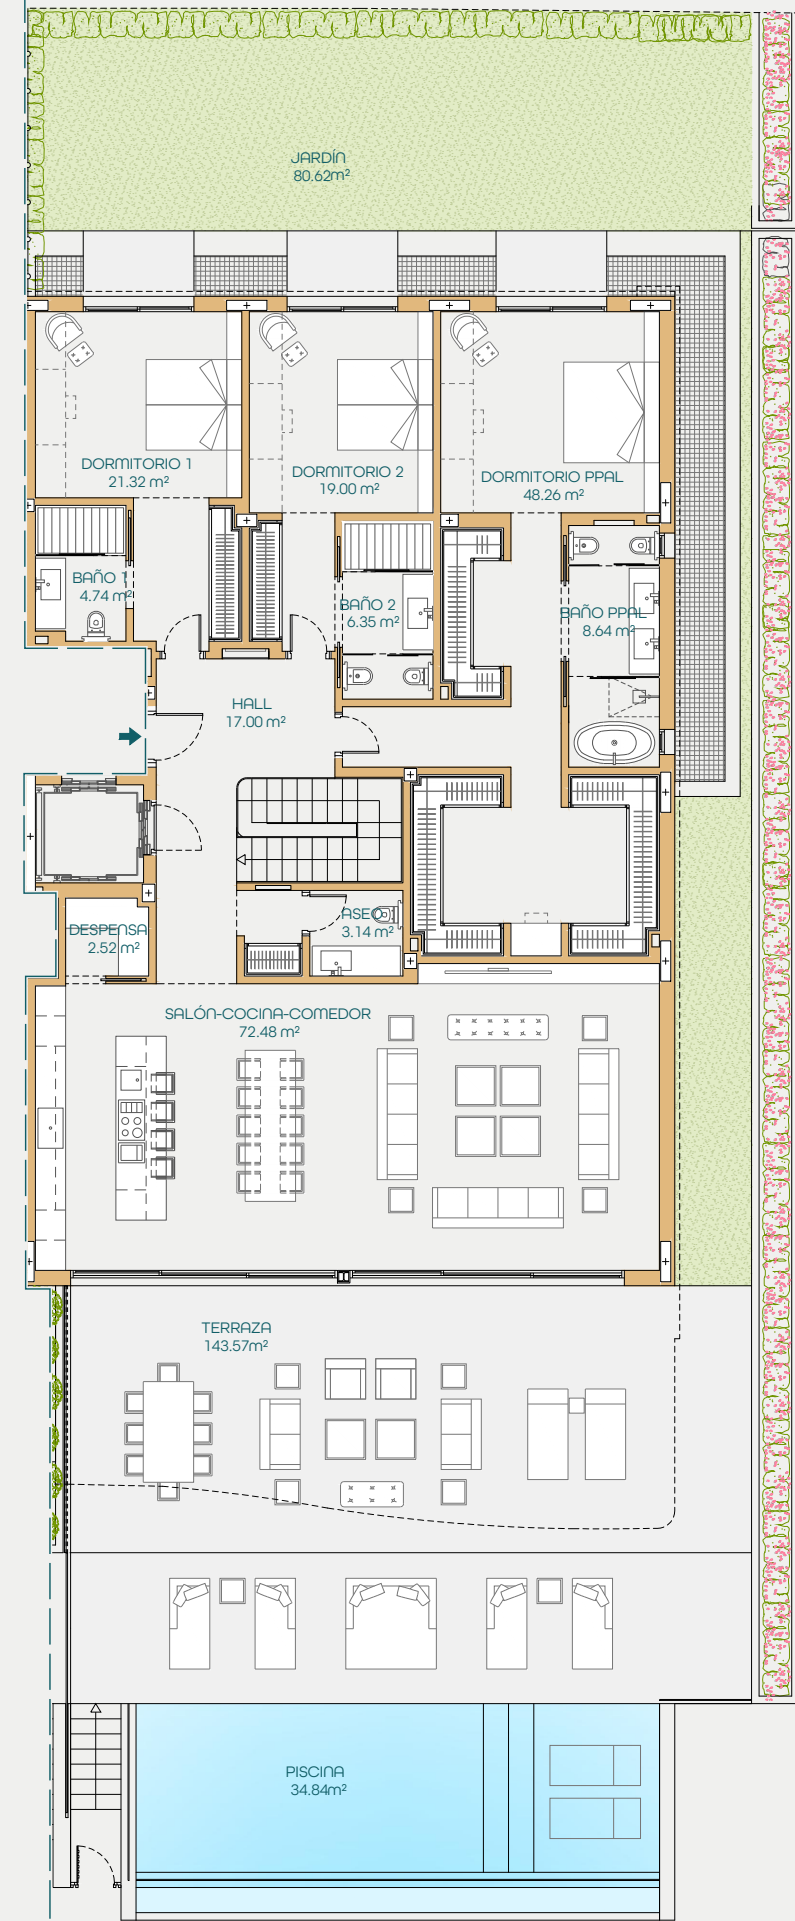 JARDÍN
80.62m²
DORMITORIO 1
21.32 m²
DORMITORIO 2
19.00 m²
DORMITORIO PPAL
48.26 m²
BAÑO 1
4.74 m²
BAÑO 2
6.35 m²
BAÑO PPAL
8.64 m²
HALL
17.00 m²
ASEO
3.14 m²
DESPENSA
2.52 m²
SALÓN-COCINA-COMEDOR
72.48 m²
TERRAZA
143.57m²
PISCINA
34.84m²